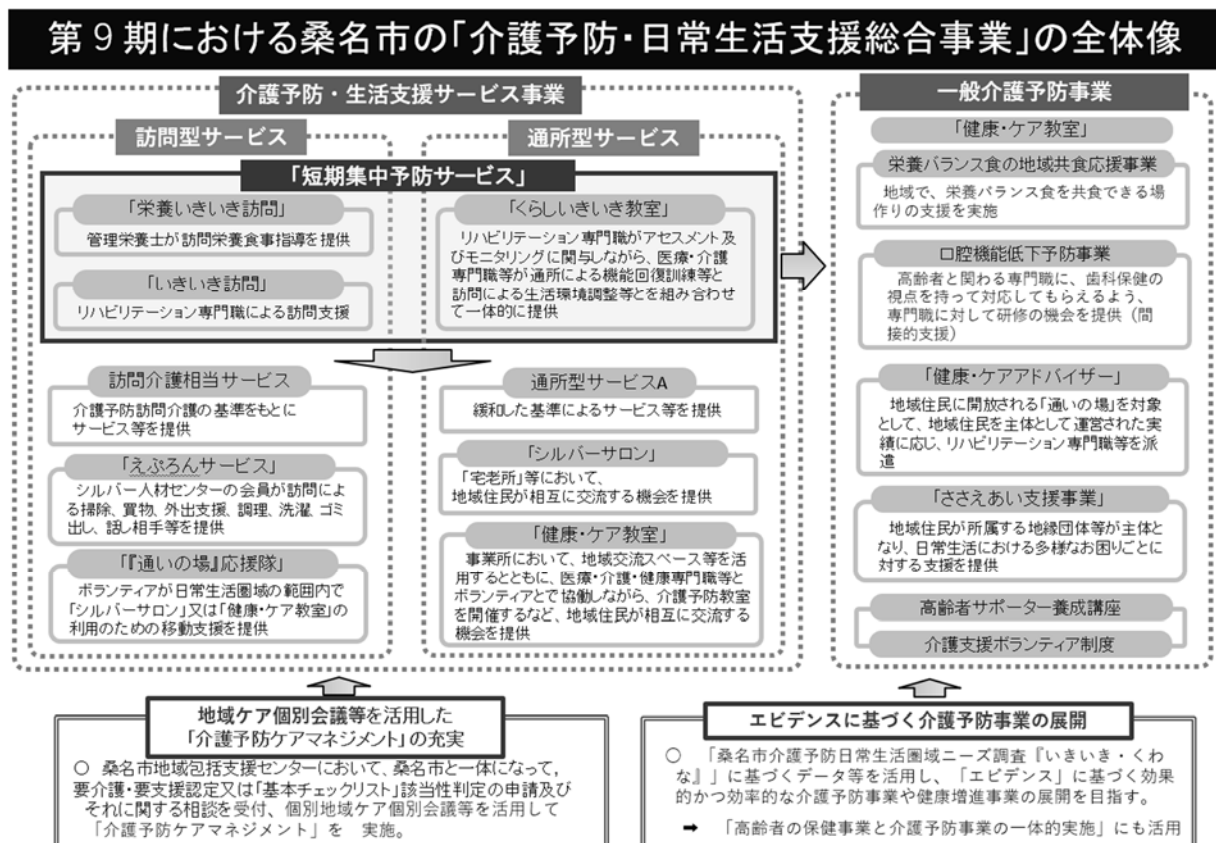 第9期における桑名市の「介護予防・日常生活支援総合事業」の全体像
介護予防・生活支援サービス事業
訪問型サービス
通所型サービス
「短期集中予防サービス」
「栄養いきいき訪問」
管理栄養士が訪問栄養食事指導を提供
「いきいき訪問」
リハビリテーション専門職による訪問支援
「くらしいきいき教室」
リハビリテーション専門職がアセスメント及
びモニタリングに関与しながら、医療・介護
専門職等が通所による機能回復訓練等と
訪問による生活環境調整等とを組み合わせ
て一体的に提供
訪問介護相当サービス
介護予防訪問介護の基準をもとに
サービス等を提供
「えぷろんサービス」
シルバー人材センターの会員が訪問によ
る掃除、買物、外出支援、調理、洗濯、ゴミ
出し、話し相手等を提供
「『通いの場』応援隊」
ボランティアが日常生活圏域の範囲内で
「シルバーサロン」又は「健康・ケア教室」の
利用のための移動支援を提供
通所型サービスA
緩和した基準によるサービス等を提供
「シルバーサロン」
「宅老所」等において、
地域住民が相互に交流する機会を提供
「健康・ケア教室」
事業所において、地域交流スペース等を活
用するとともに、医療・介護・健康専門職等と
ボランティアとで協働しながら、介護予防教室
を開催するなど、地域住民が相互に交流する
機会を提供
一般介護予防事業
「健康・ケア教室」
栄養バランス食の地域共食応援事業
地域で、栄養バランス食を共食できる場
作りの支援を実施
口腔機能低下予防事業
高齢者と関わる専門職に、歯科保健の
視点を持って対応してもらえるよう、
専門職に対して研修の機会を提供（間
接的支援）
「健康・ケアアドバイザー」
地域住民に開放される「通いの場」を対象
として、地域住民を主体として運営された実
績に応じ、リハビリテーション専門職等を派
遣
「ささえあい支援事業」
地域住民が所属する地縁団体等が主体と
なり、日常生活における多様なお困りごとに
対する支援を提供
高齢者サポーター養成講座
介護支援ボランティア制度
地域ケア個別会議等を活用した
「介護予防ケアマネジメント」の充実
○ 桑名市地域包括支援センターにおいて、桑名市と一体になって,
要介護・要支援認定又は「基本チェックリスト」該当性判定の申請及び
それに関する相談を受付、個別地域ケア個別会議等を活用して
「介護予防ケアマネジメント」を 実施。
エビデンスに基づく介護予防事業の展開
○ 「桑名市介護予防日常生活圏域ニーズ調査『いきいき・くわ
な』」に基づくデータ等を活用し、「エビデンス」に基づく効果
的かつ効率的な介護予防事業や健康増進事業の展開を目指す。
➡ 「高齢者の保健事業と介護予防事業の一体的実施」にも活用